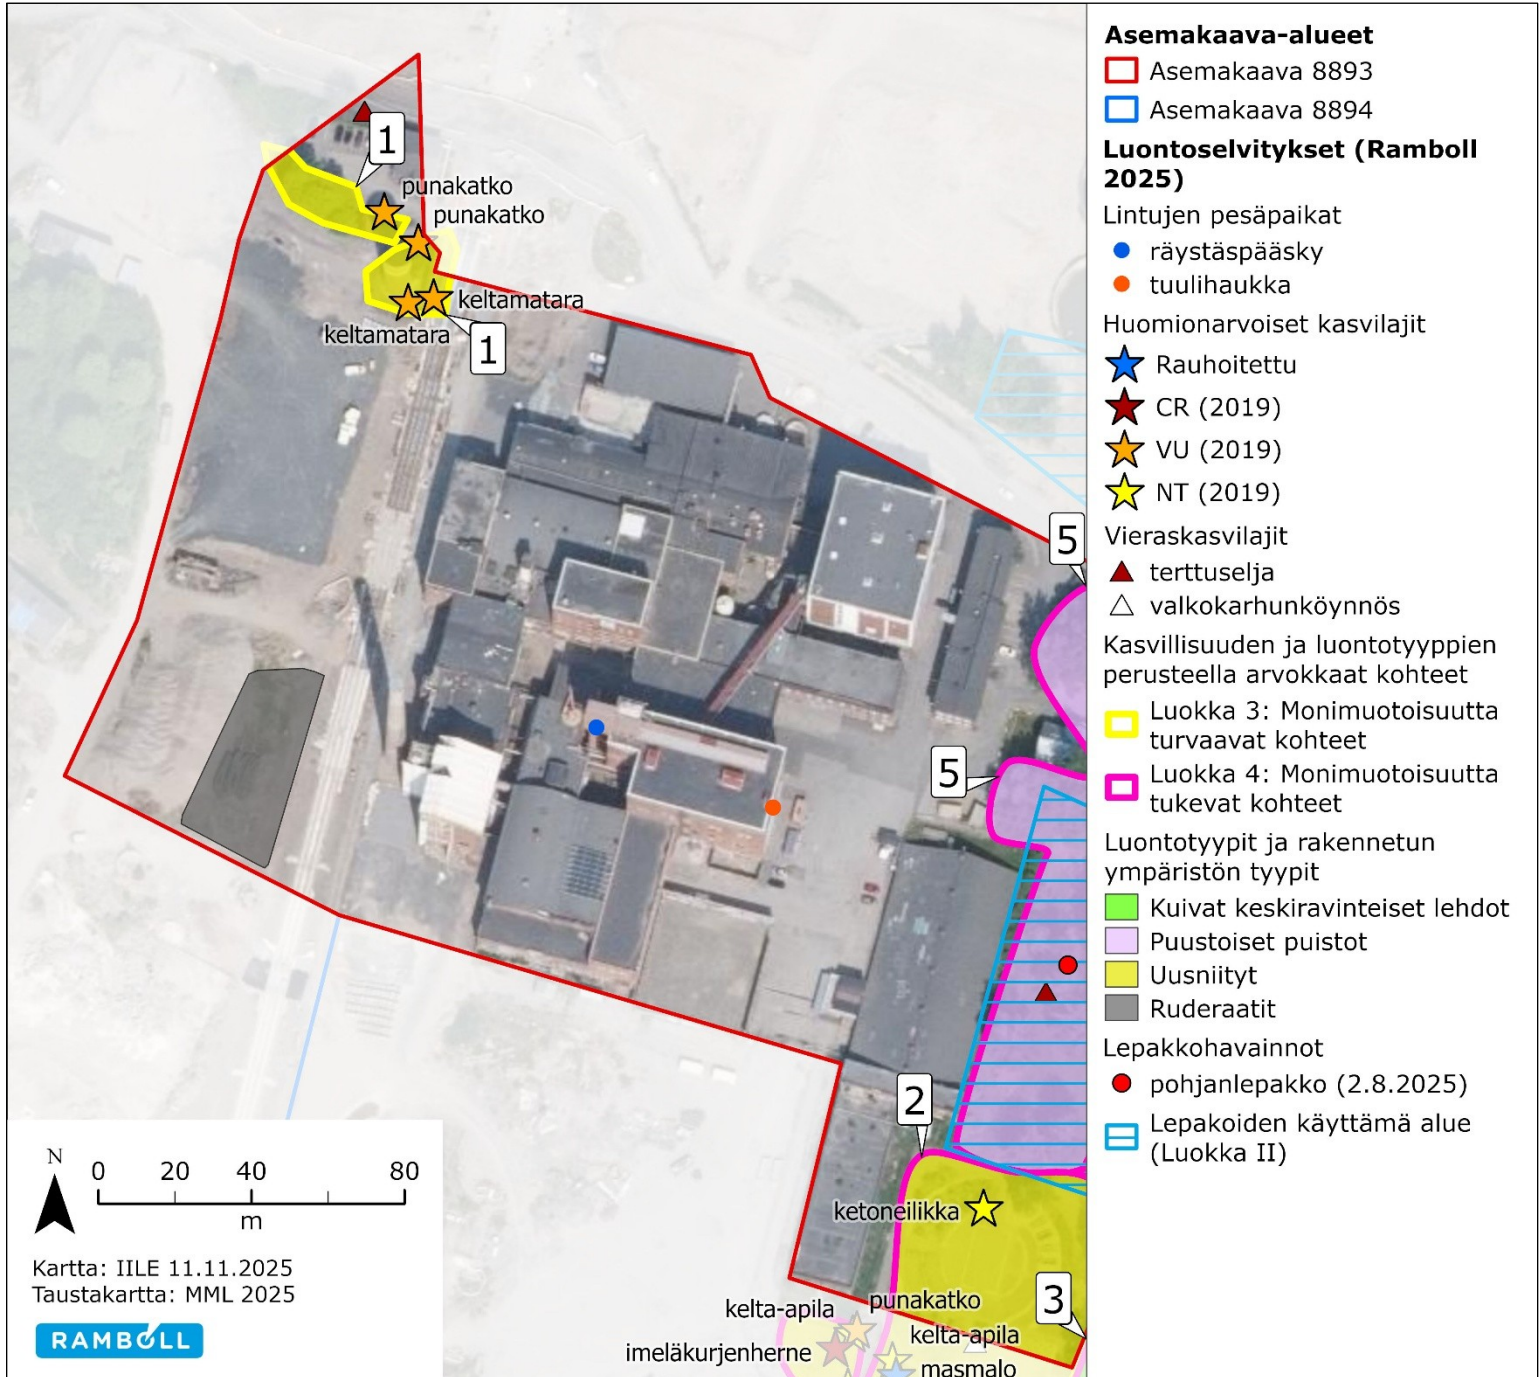 1
punakatko
punakatko
keltamatara
keltamatara
1
5
5
2
ketoneilikka
3
kelta-apila
punakatko
kelta-apila
imeläkurjenherne
masmalo
N
0 20 40 80
m
Kartta: IILE 11.11.2025
Taustakartta: MML 2025
RAMBOLL
Asemakaava-alueet
Asemakaava 8893
Asemakaava 8894
Luontoselvitykset (Ramboll
2025)
Lintujen pesäpaikat
räystäspääsky
tuulihaukka
Huomionarvoiset kasvilajit
Rauhoitettu
CR (2019)
VU (2019)
NT (2019)
Vieraskasvilajit
terttuselja
valkokarhunköynnös
Kasvillisuuden ja luontotyyppien
perusteella arvokkaat kohteet
Luokka 3: Monimuotoisuutta
turvaavat kohteet
Luokka 4: Monimuotoisuutta
tukevat kohteet
Luontotyypit ja rakennetun
ympäristön tyypit
Kuivat keskiravinteiset lehdot
Puustoiset puistot
Uusniityt
Ruderaatit
Lepakkohavainnot
pohjanlepakko (2.8.2025)
Lepakoiden käyttämä alue
(Luokka II)